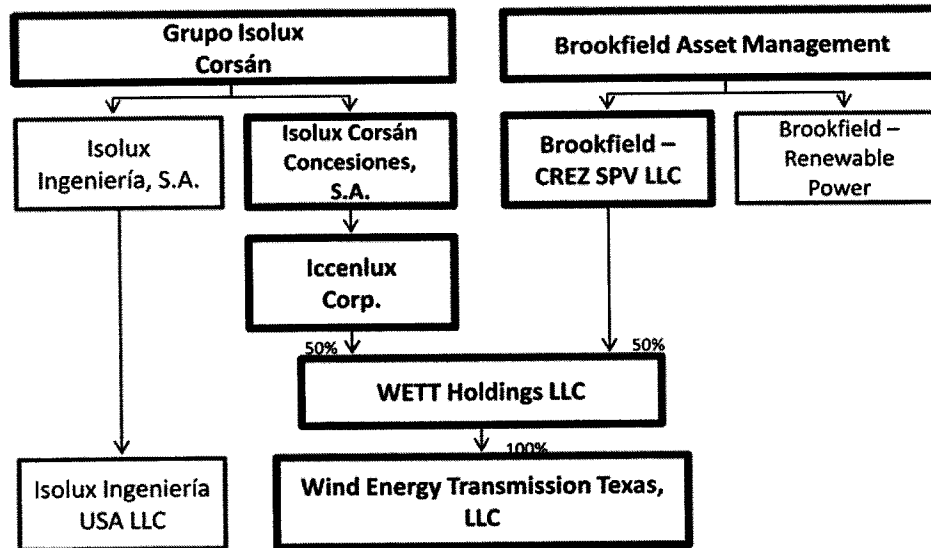 Grupo Isolux
Corsán
Brookfield Asset Management
Isolux
Ingeniería, S.A.
Isolux Corsán
Concesiones,
S.A.
Brookfield –
CREZ SPV LLC
Brookfield –
Renewable
Power
Iccenlux
Corp.
50%
50%
WETT Holdings LLC
100%
Isolux Ingeniería
USA LLC
Wind Energy Transmission Texas,
LLC